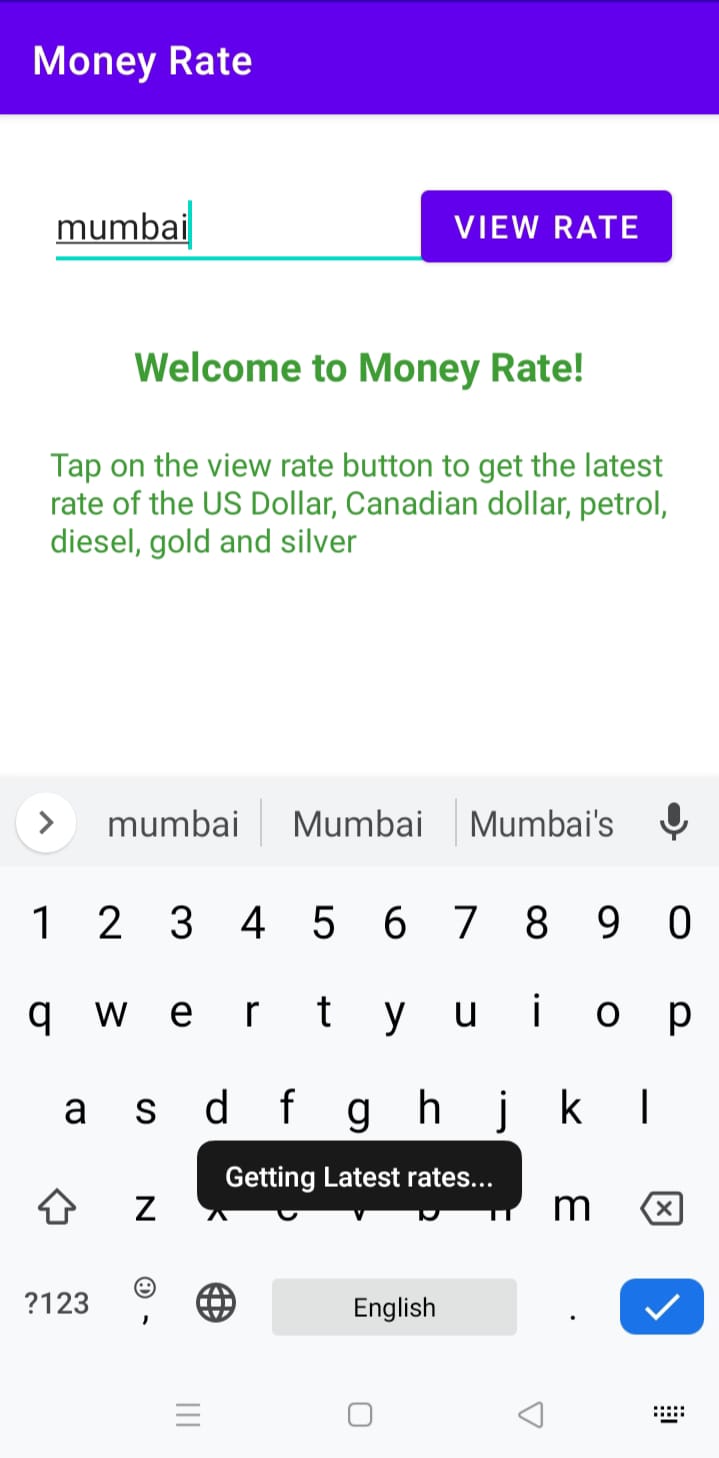 Money Rate
mumbai VIEW RATE
Welcome to Money Rate!
Tap on the view rate button to get the latest
rate of the US Dollar, Canadian dollar, petrol,
diesel, gold and silver
mumbai Mumbai Mumbai's
1 2 3 4 5 6 7 8 9 0
q w e r t y u i o p
a s d f g h j k l
Getting Latest rates...
z x c v b n m
?123 , English .